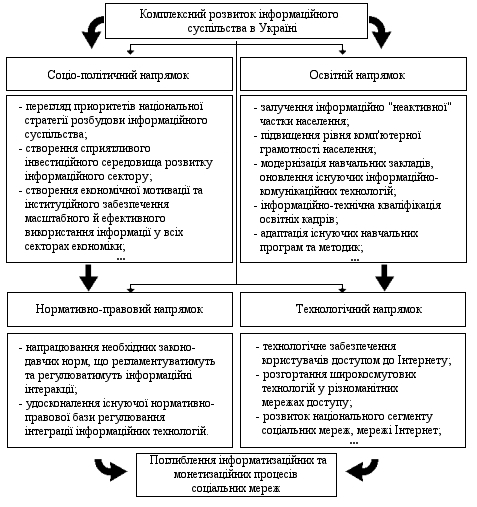 Комплексний розвиток інформаційного
суспільства в Україні
Соціо-політичний напрямок
- перегляд приоритетів національної
стратегії розбудови інформаційного
суспільства;
- створення сприятливого
інвестиційного середовища розвитку
інформаційного сектору;
- створення економічної мотивації та
інституційного забезпечення
масштабного й ефективного
використання інформації у всіх
секторах економіки;
...
Освітній напрямок
- залучення інформаційно "неактивної"
частки населення;
- підвищення рівня комп'ютерної
грамотності населення;
- модернізація навчальних закладів,
оновлення існуючих інформаційно-
комунікаційних технологій;
- інформаційно-технічна кваліфікація
освітніх кадрів;
- адаптація існуючих навчальних
програм та методик;
...
Нормативно-правовий напрямок
- напрацювання необхідних законо-
давчих норм, що регламентуватимуть
та регулюватимуть інформаційні
інтеракції;
- удосконалення існуючої нормативно-
правової бази регулювання
інтеграції інформаційних технологій.
Технологічний напрямок
- технологічне забезпечення
користувачів доступом до Інтернету;
- розгортання широкосмугових
технологій у різноманітних
мережах доступу;
- розвиток національного сегменту
соціальних мереж, мережі Інтернет;
...
Поглиблення інформатизаційних та
монетизаційних процесів
соціальних мереж